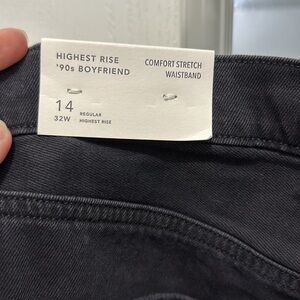 HIGHEST RISE
'90s BOYFRIEND
COMFORT STRETCH
WAISTBAND
14
32W
REGULAR
HIGHEST RISE